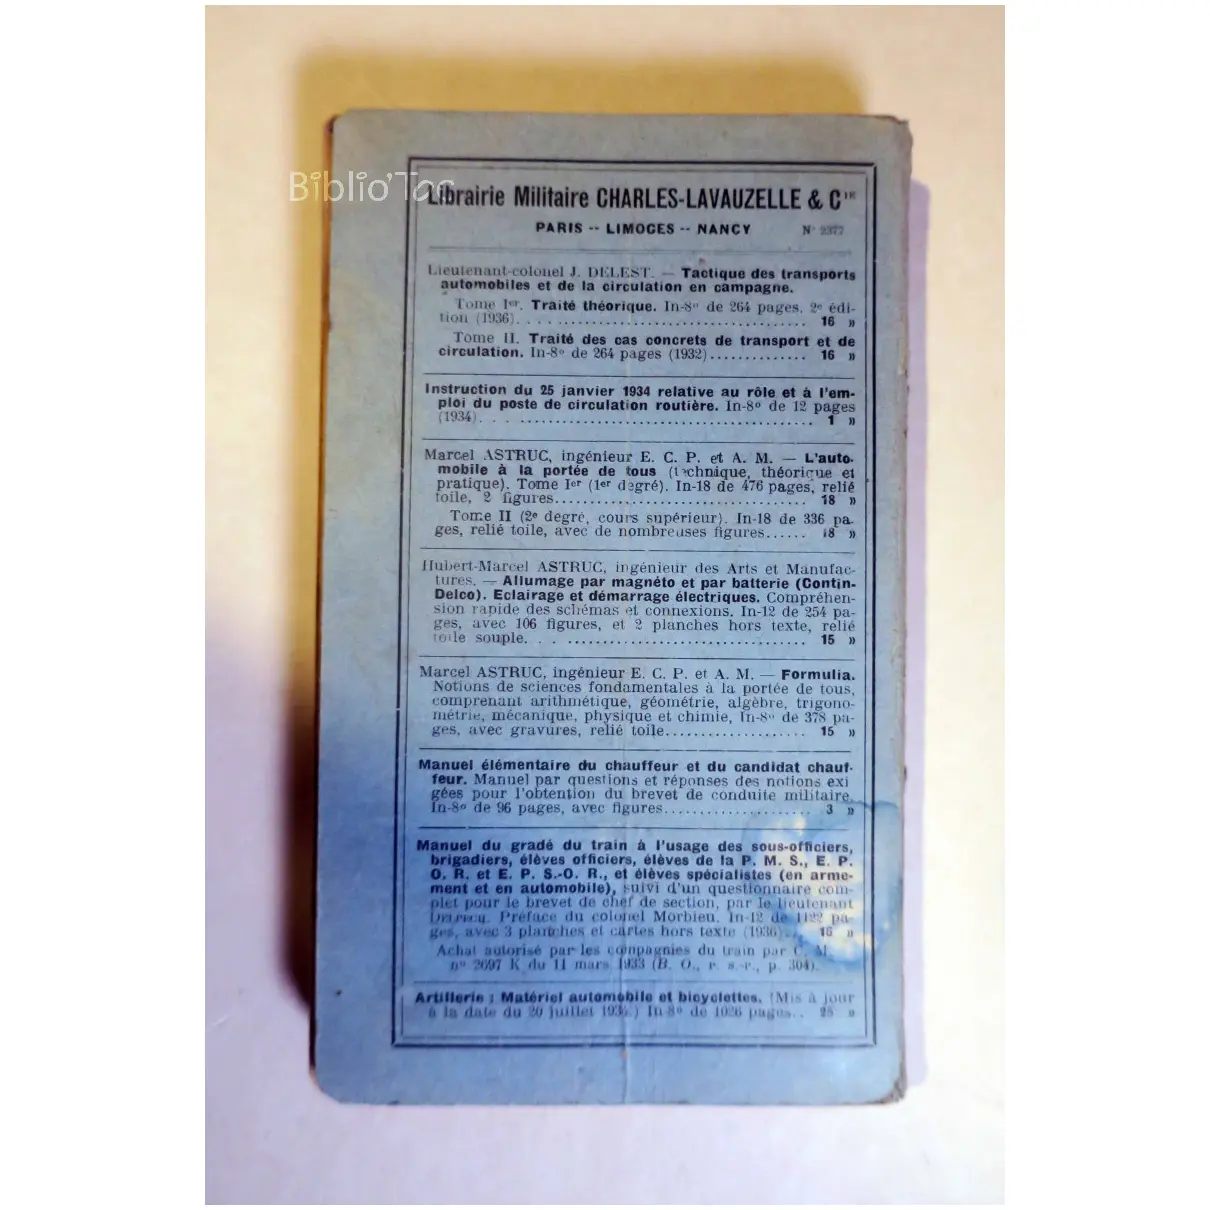 Biblio'Tac
Librairie Militaire CHARLES-LAVAUZELLE & Cie
PARIS -- LIMOGES -- NANCY N° 2377
Lieutenant-colonel J. DELEST. — Tactique des transports
automobiles et de la circulation en campagne.
Tome Ier. Traité théorique. In-8° de 264 pages. 2e édi-
tion (1936). . . ........................................ 16 »
Tome II. Traité des cas concrets de transport et de
circulation. In-8° de 264 pages (1932).............. 16 »
Instruction du 25 janvier 1934 relative au rôle et à l'em-
ploi du poste de circulation routière. In-8° de 12 pages
(1934). . . .......................................... 1 »
Marcel ASTRUC, ingénieur E. C. P. et A. M. — L'auto-
mobile à la portée de tous (technique, théorique et
pratique). Tome Ier (1er degré). In-18 de 476 pages, relié
toile, 2 figures.................................... 18 »
Tome II (2e degré, cours supérieur). In-18 de 336 pa-
ges, relié toile, avec de nombreuses figures...... 18 »
Hubert-Marcel ASTRUC, ingénieur des Arts et Manufac-
tures. — Allumage par magnéto et par batterie (Contin-
Delco). Eclairage et démarrage électriques. Compréhen-
sion rapide des schémas et connexions. In-12 de 254 pa-
ges, avec 106 figures, et 2 planches hors texte, relié
toile souple. . . .................................. 15 »
Marcel ASTRUC, ingénieur E. C. P. et A. M. — Formulia.
Notions de sciences fondamentales à la portée de tous,
comprenant arithmétique, géométrie, algèbre, trigono-
métrie, mécanique, physique et chimie, In-8° de 378 pa-
ges, avec gravures, relié toile.................... 15 »
Manuel élémentaire du chauffeur et du candidat chauf-
feur. Manuel par questions et réponses des notions exi
gées pour l'obtention du brevet de conduite militaire.
In-8° de 96 pages, avec figures...................... 3 »
Manuel du gradé du train à l'usage des sous-officiers,
brigadiers, élèves officiers, élèves de la P. M. S., E. P.
O. R. et E. P. S.-O. R., et élèves spécialistes (en arme-
ment et en automobile), suivi d'un questionnaire com-
plet pour le brevet de chef de section, par le lieutenant
Préface du colonel Morbieu. In-12 de 1122 pa-
ges, avec 3 planches et cartes hors texte (1936)... 16 »
Achat autorisé par les compagnies du train par C. M.
n° 2697 K du 11 mars 1933 (B. O., P. S.-P., p. 304).
Artillerie : Matériel automobile et bicyclettes. (Mis à jour
à la date du 20 juillet In-8° de 1026 pages.. 25 »